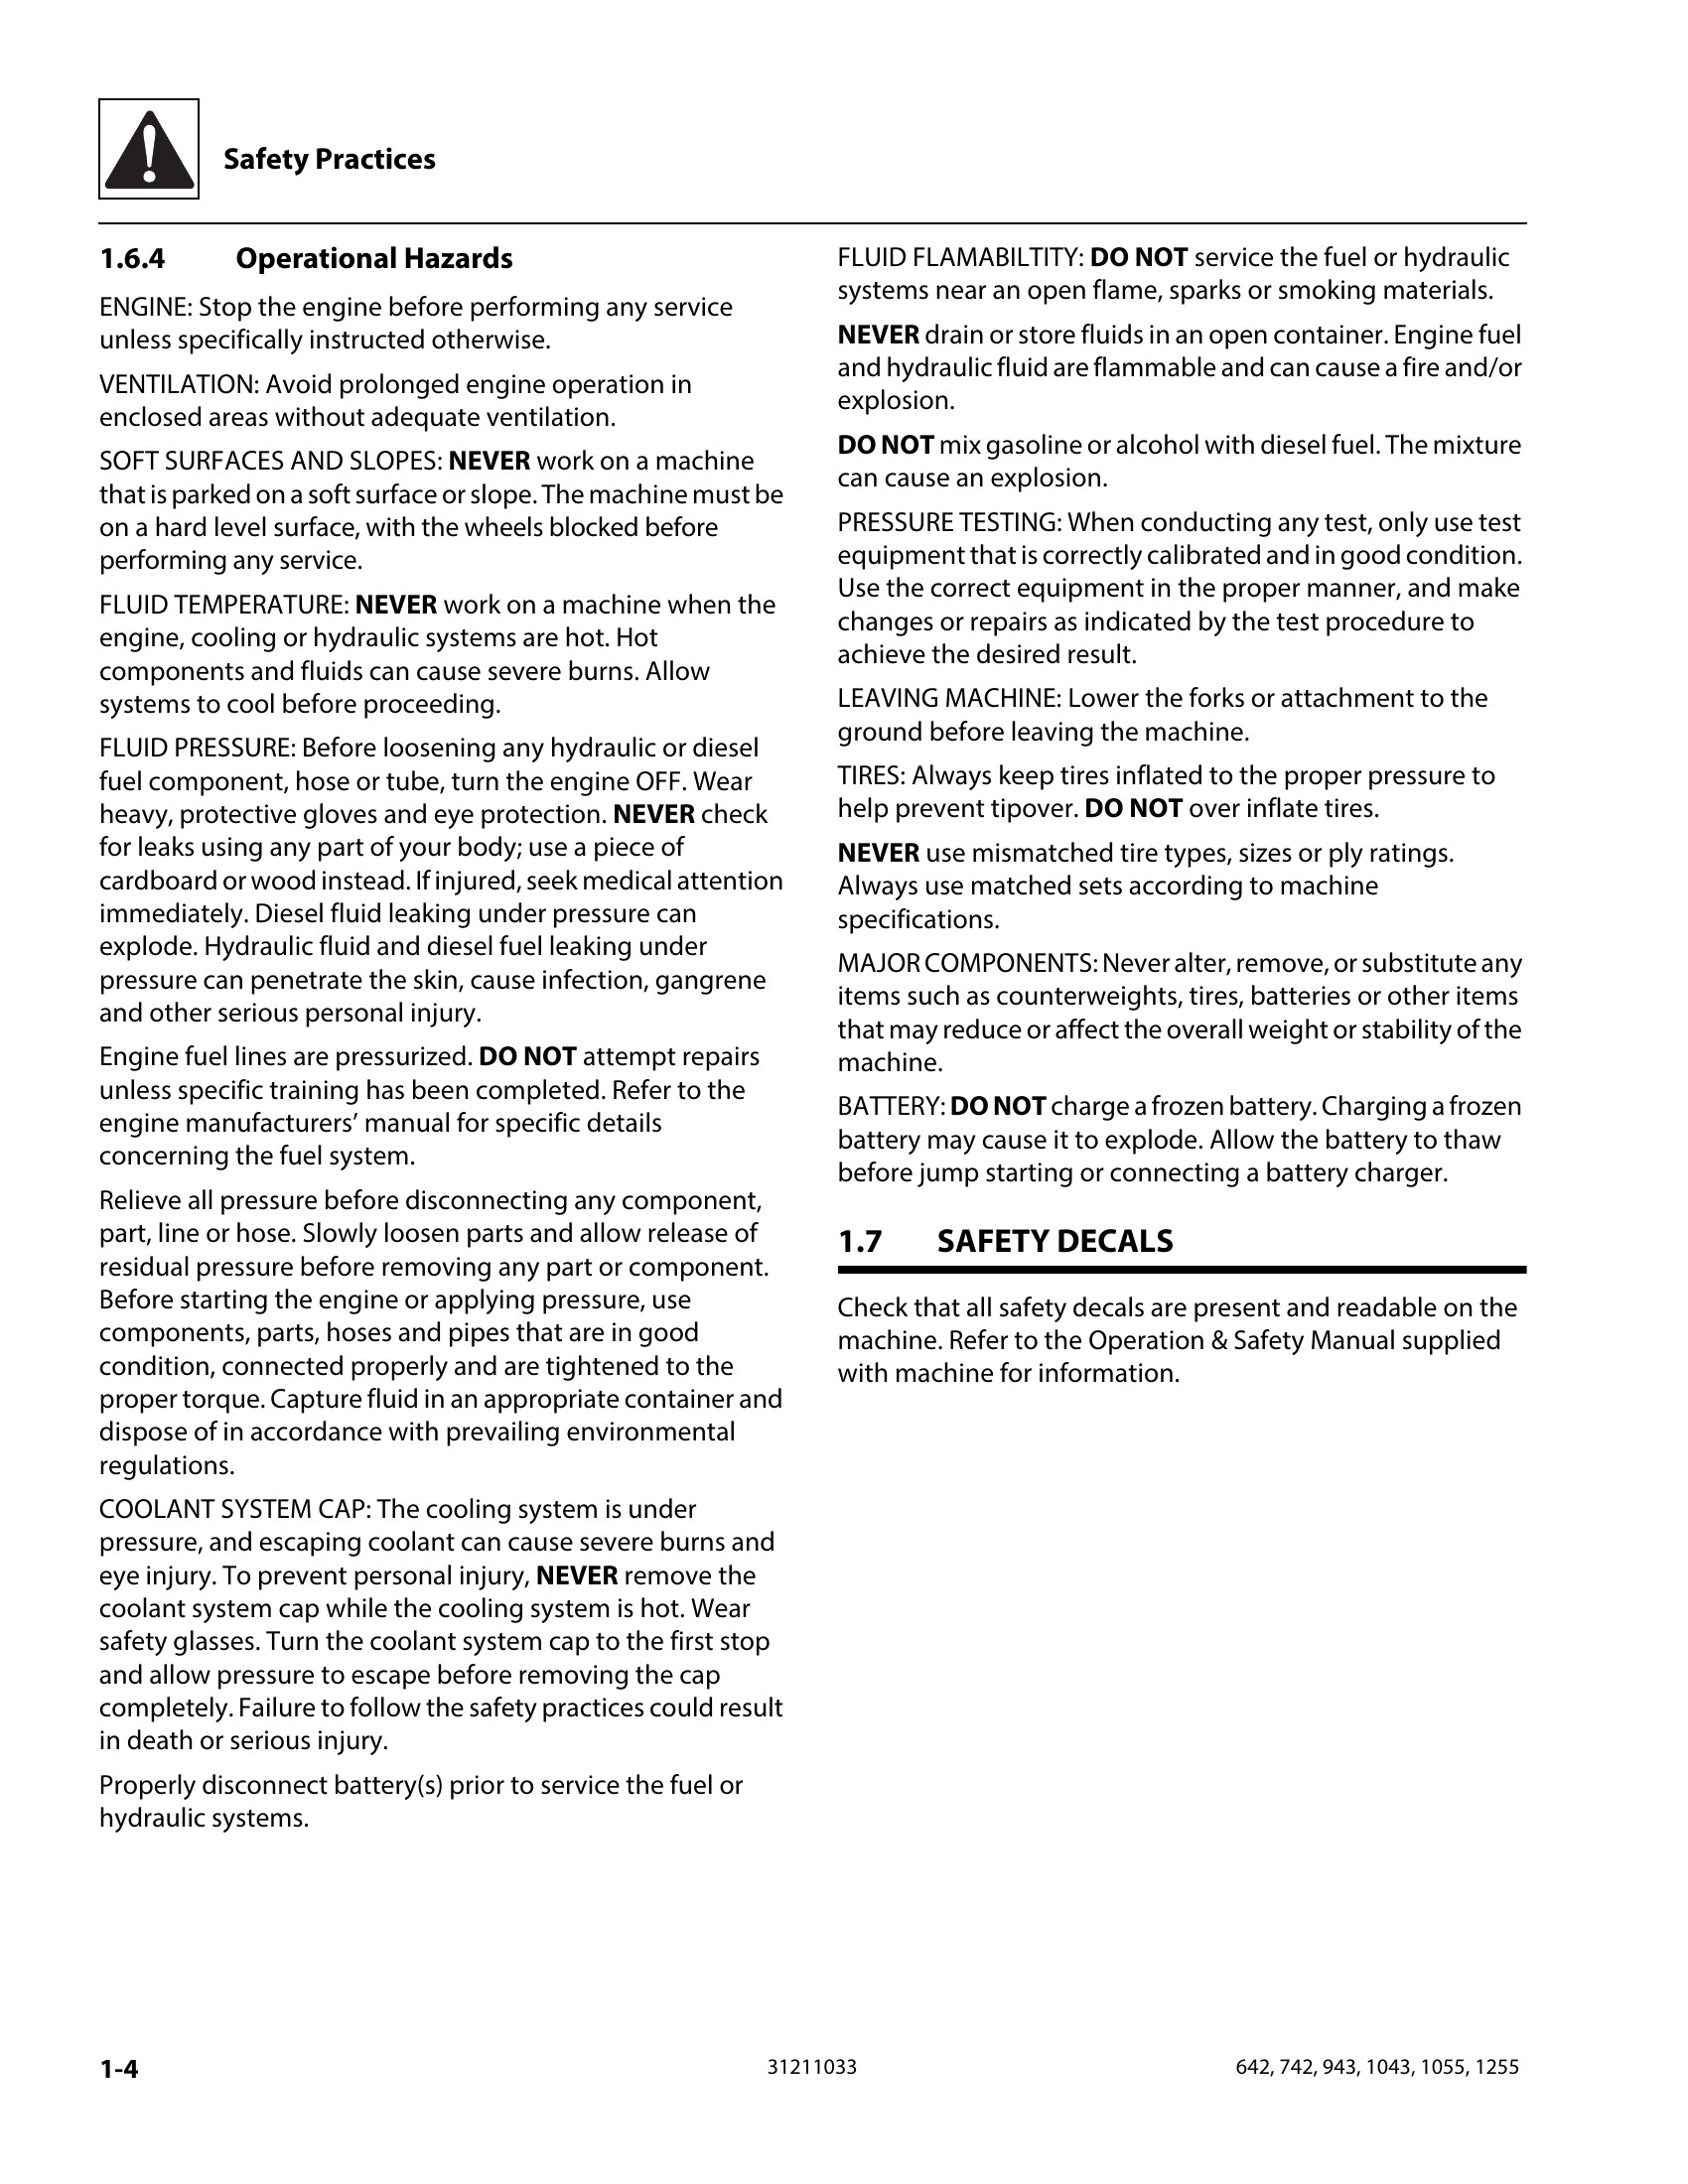 Safety Practices
1.6.4 Operational Hazards
ENGINE: Stop the engine before performing any service
unless specifically instructed otherwise.
VENTILATION: Avoid prolonged engine operation in
enclosed areas without adequate ventilation.
SOFT SURFACES AND SLOPES: NEVER work on a machine
that is parked on a soft surface or slope. The machine must be
on a hard level surface, with the wheels blocked before
performing any service.
FLUID TEMPERATURE: NEVER work on a machine when the
engine, cooling or hydraulic systems are hot. Hot
components and fluids can cause severe burns. Allow
systems to cool before proceeding.
FLUID PRESSURE: Before loosening any hydraulic or diesel
fuel component, hose or tube, turn the engine OFF. Wear
heavy, protective gloves and eye protection. NEVER check
for leaks using any part of your body; use a piece of
cardboard or wood instead. If injured, seek medical attention
immediately. Diesel fluid leaking under pressure can
explode. Hydraulic fluid and diesel fuel leaking under
pressure can penetrate the skin, cause infection, gangrene
and other serious personal injury.
Engine fuel lines are pressurized. DO NOT attempt repairs
unless specific training has been completed. Refer to the
engine manufacturers’ manual for specific details
concerning the fuel system.
Relieve all pressure before disconnecting any component,
part, line or hose. Slowly loosen parts and allow release of
residual pressure before removing any part or component.
Before starting the engine or applying pressure, use
components, parts, hoses and pipes that are in good
condition, connected properly and are tightened to the
proper torque. Capture fluid in an appropriate container and
dispose of in accordance with prevailing environmental
regulations.
COOLANT SYSTEM CAP: The cooling system is under
pressure, and escaping coolant can cause severe burns and
eye injury. To prevent personal injury, NEVER remove the
coolant system cap while the cooling system is hot. Wear
safety glasses. Turn the coolant system cap to the first stop
and allow pressure to escape before removing the cap
completely. Failure to follow the safety practices could result
in death or serious injury.
Properly disconnect battery(s) prior to service the fuel or
hydraulic systems.
FLUID FLAMABILTITY: DO NOT service the fuel or hydraulic
systems near an open flame, sparks or smoking materials.
NEVER drain or store fluids in an open container. Engine fuel
and hydraulic fluid are flammable and can cause a fire and/or
explosion.
DO NOT mix gasoline or alcohol with diesel fuel. The mixture
can cause an explosion.
PRESSURE TESTING: When conducting any test, only use test
equipment that is correctly calibrated and in good condition.
Use the correct equipment in the proper manner, and make
changes or repairs as indicated by the test procedure to
achieve the desired result.
LEAVING MACHINE: Lower the forks or attachment to the
ground before leaving the machine.
TIRES: Always keep tires inflated to the proper pressure to
help prevent tipover. DO NOT over inflate tires.
NEVER use mismatched tire types, sizes or ply ratings.
Always use matched sets according to machine
specifications.
MAJOR COMPONENTS: Never alter, remove, or substitute any
items such as counterweights, tires, batteries or other items
that may reduce or affect the overall weight or stability of the
machine.
BATTERY: DO NOT charge a frozen battery. Charging a frozen
battery may cause it to explode. Allow the battery to thaw
before jump starting or connecting a battery charger.
1.7 SAFETY DECALS
Check that all safety decals are present and readable on the
machine. Refer to the Operation & Safety Manual supplied
with machine for information.
1-4 31211033 642, 742, 943, 1043, 1055, 1255